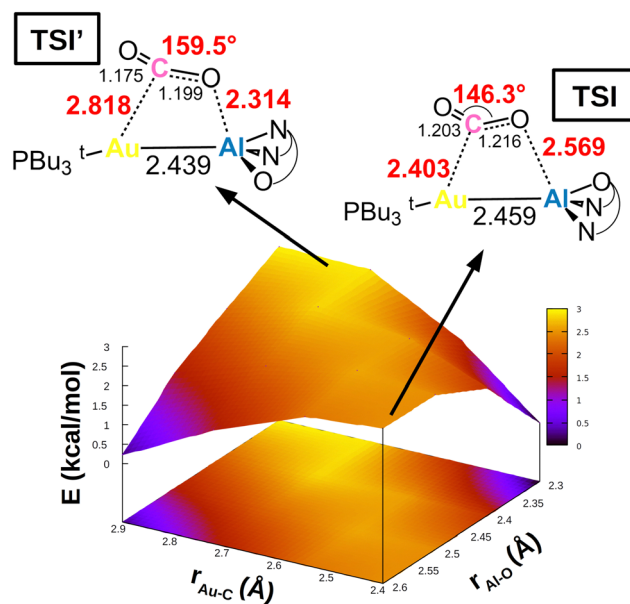 TSI'
O
159.5°
C
O
1.175
1.199
2.818
2.314
N
Au
Al
N
PBu3
t
2.439
O
TSI
146.3°
O
O
1.203
C
1.216
2.569
2.403
O
Au
Al
N
PBu3
t
2.459
N
E (kcal/mol)
3
2.5
2
1.5
1
0.5
0
3
2.5
2
1.5
1
0.5
0
2.9
2.8
2.7
2.6
2.5
2.4
rAu-C (Å)
2.3
2.35
2.4
2.45
2.5
2.55
2.6
rAl-O (Å)